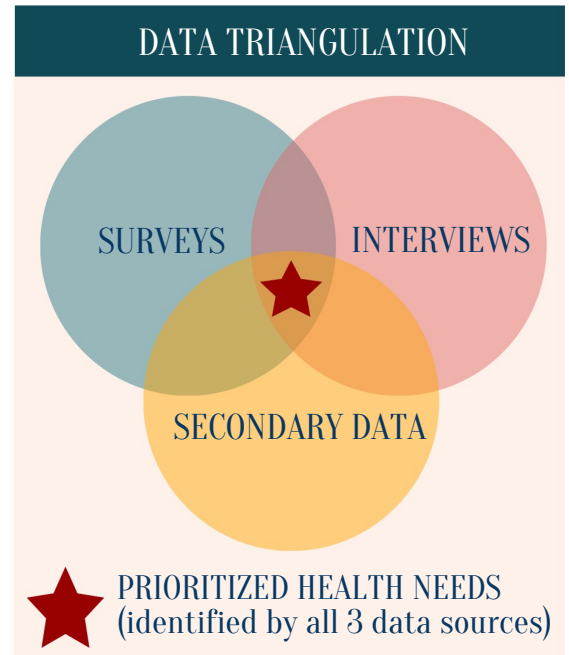 DATA TRIANGULATION
SURVEYS
INTERVIEWS
SECONDARY DATA
PRIORITIZED HEALTH NEEDS
(identified by all 3 data sources)